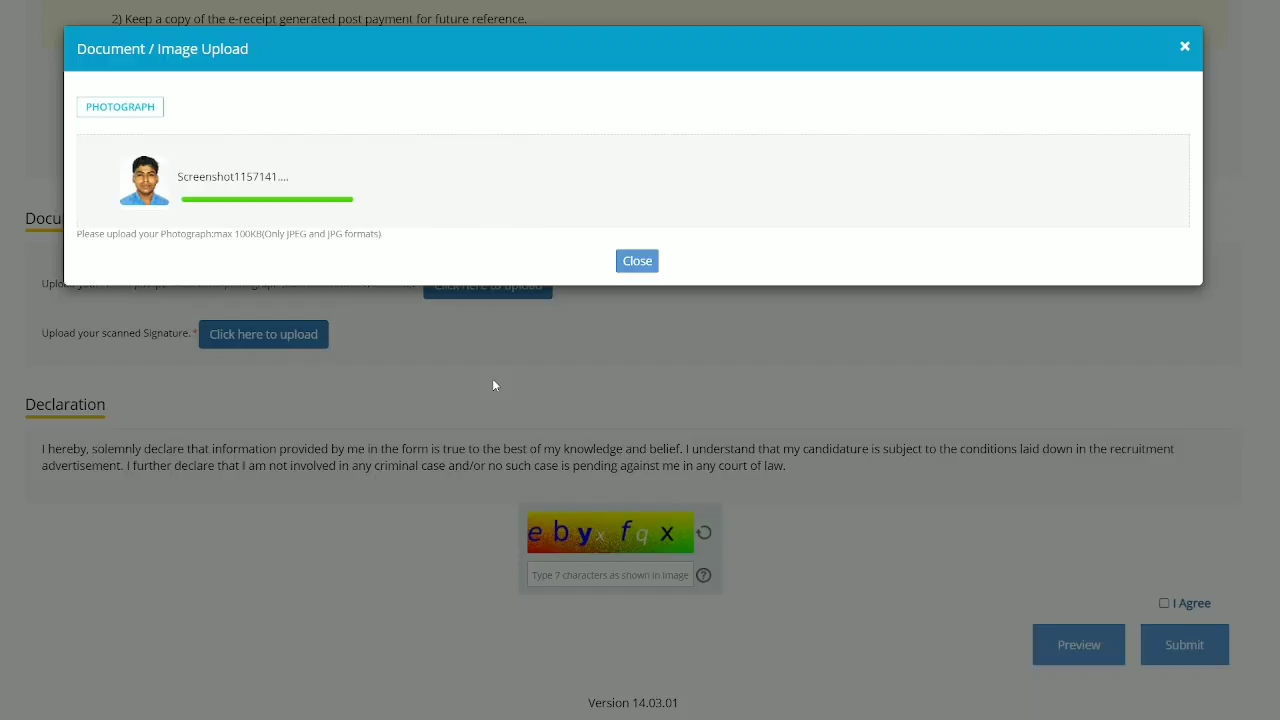 2) Keep a copy of the e-receipt generated post payment for future reference.
Document / Image Upload
PHOTOGRAPH
Screenshot1157141....
Please upload your Photograph:max 100KB(Only JPEG and JPG formats)
Close
Click here to upload
Upload your scanned Signature.* Click here to upload
Declaration
I hereby, solemnly declare that information provided by me in the form is true to the best of my knowledge and belief. I understand that my candidature is subject to the conditions laid down in the recruitment
advertisement. I further declare that I am not involved in any criminal case and/or no such case is pending against me in any court of law.
e b y x f q x
Type 7 characters as shown in image
I Agree
Preview Submit
Version 14.03.01